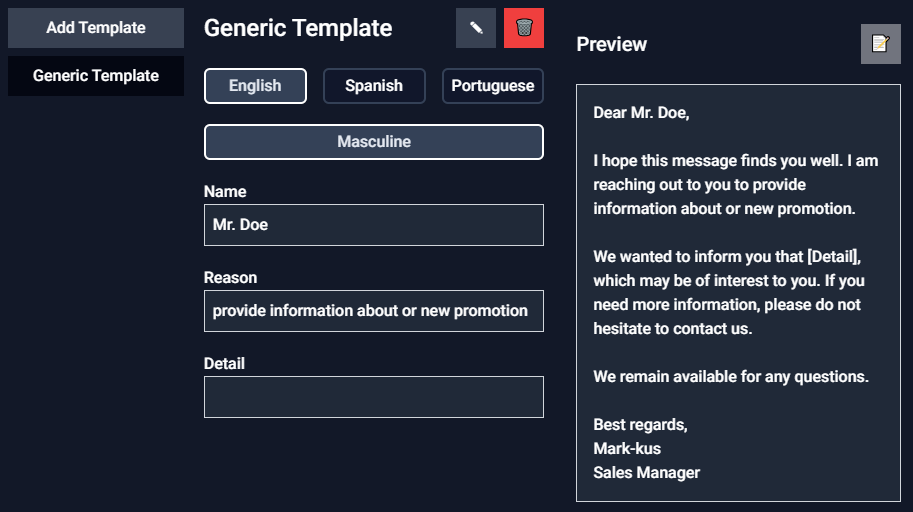 Add Template
Generic Template
Generic Template
English
Spanish
Portuguese
Masculine
Name
Mr. Doe
Reason
provide information about or new promotion
Detail
Preview
Dear Mr. Doe,
I hope this message finds you well. I am
reaching out to you to provide
information about or new promotion.
We wanted to inform you that [Detail],
which may be of interest to you. If you
need more information, please do not
hesitate to contact us.
We remain available for any questions.
Best regards,
Mark-kus
Sales Manager